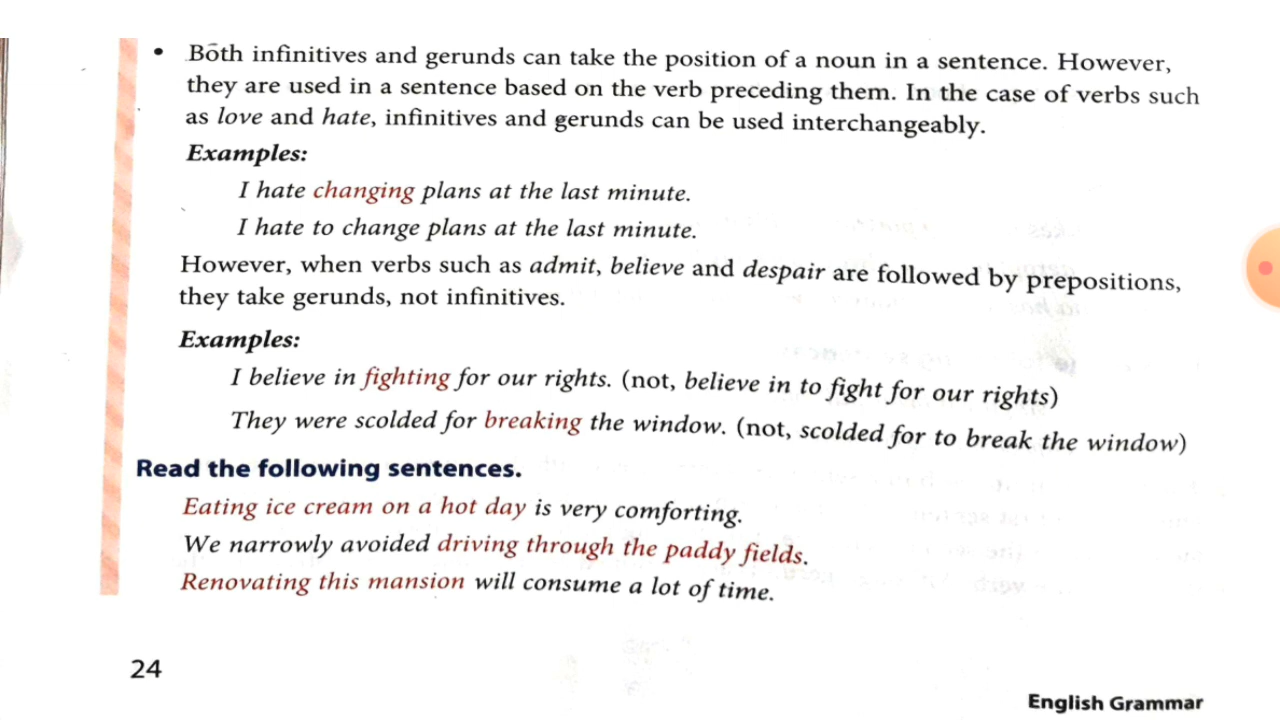 • Both infinitives and gerunds can take the position of a noun in a sentence. However,
they are used in a sentence based on the verb preceding them. In the case of verbs such
as love and hate, infinitives and gerunds can be used interchangeably.
Examples:
I hate changing plans at the last minute.
I hate to change plans at the last minute.
However, when verbs such as admit, believe and despair are followed by prepositions,
they take gerunds, not infinitives.
Examples:
I believe in fighting for our rights. (not, believe in to fight for our rights)
They were scolded for breaking the window. (not, scolded for to break the window)
Read the following sentences.
Eating ice cream on a hot day is very comforting.
We narrowly avoided driving through the paddy fields.
Renovating this mansion will consume a lot of time.
24
English Grammar